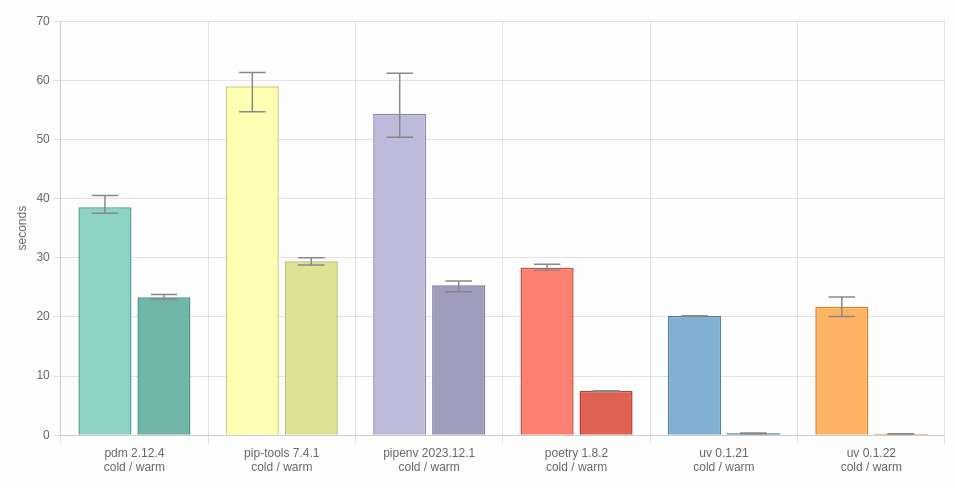 70
60
50
40
30
20
10
0
seconds
pdm 2.12.4
cold / warm
pip-tools 7.4.1
cold / warm
pipenv 2023.12.1
cold / warm
poetry 1.8.2
cold / warm
uv 0.1.21
cold / warm
uv 0.1.22
cold / warm